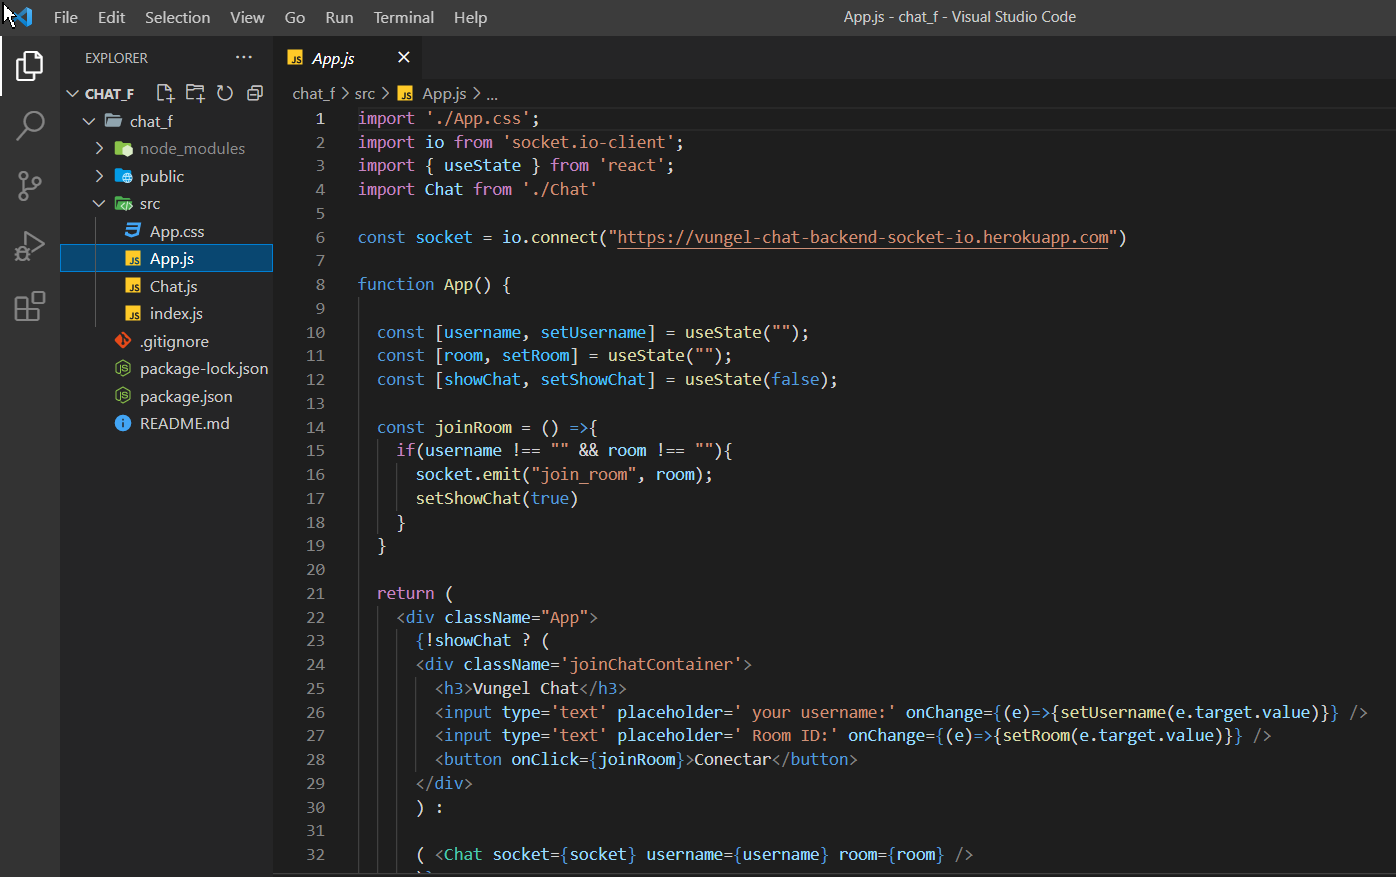 File Edit Selection View Go Run Terminal Help
App.js - chat_f - Visual Studio Code
EXPLORER ...
CHAT_F
chat_f
node_modules
public
src
App.css
App.js
Chat.js
index.js
.gitignore
package-lock.json
package.json
README.md
JS App.js ×
chat_f > src > JS App.js > ...
1 import './App.css';
2 import io from 'socket.io-client';
3 import { useState } from 'react';
4 import Chat from './Chat'
5
6 const socket = io.connect("https://vungel-chat-backend-socket-io.herokuapp.com")
7
8 function App() {
9
10 const [username, setUsername] = useState("");
11 const [room, setRoom] = useState("");
12 const [showChat, setShowChat] = useState(false);
13
14 const joinRoom = () =>{
15 if(username !== "" && room !== ""){
16 socket.emit("join_room", room);
17 setShowChat(true)
18 }
19 }
20
21 return (
22 <div className="App">
23 {!showChat ? (
24 <div className='joinChatContainer'>
25 <h3>Vungel Chat</h3>
26 <input type='text' placeholder=' your username:' onChange={(e)=>{setUsername(e.target.value)}} />
27 <input type='text' placeholder=' Room ID:' onChange={(e)=>{setRoom(e.target.value)}} />
28 <button onClick={joinRoom}>Conectar</button>
29 </div>
30 ) :
31
32 ( <Chat socket={socket} username={username} room={room} />